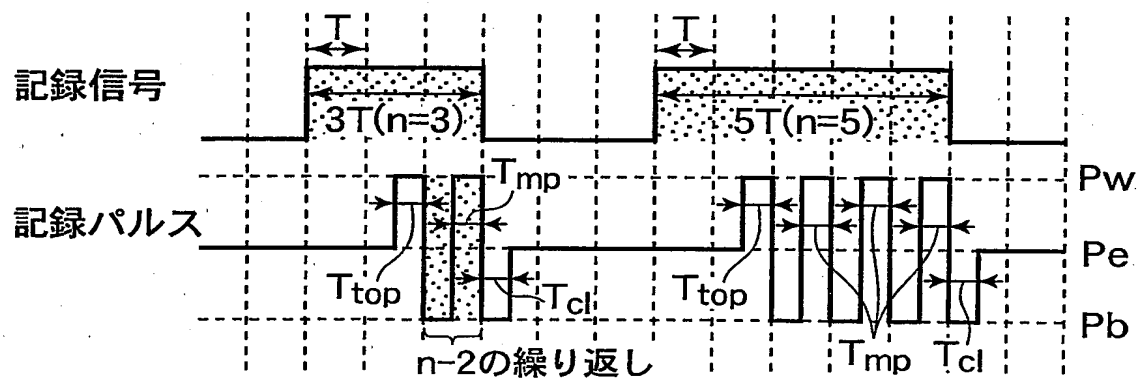 T
T
記録信号
3T(n=3)
5T(n=5)
Tmp
Pw
記録パルス
Pe
Ttop
Tcl
Ttop
Pb
n-2の繰り返し
Tmp
Tcl